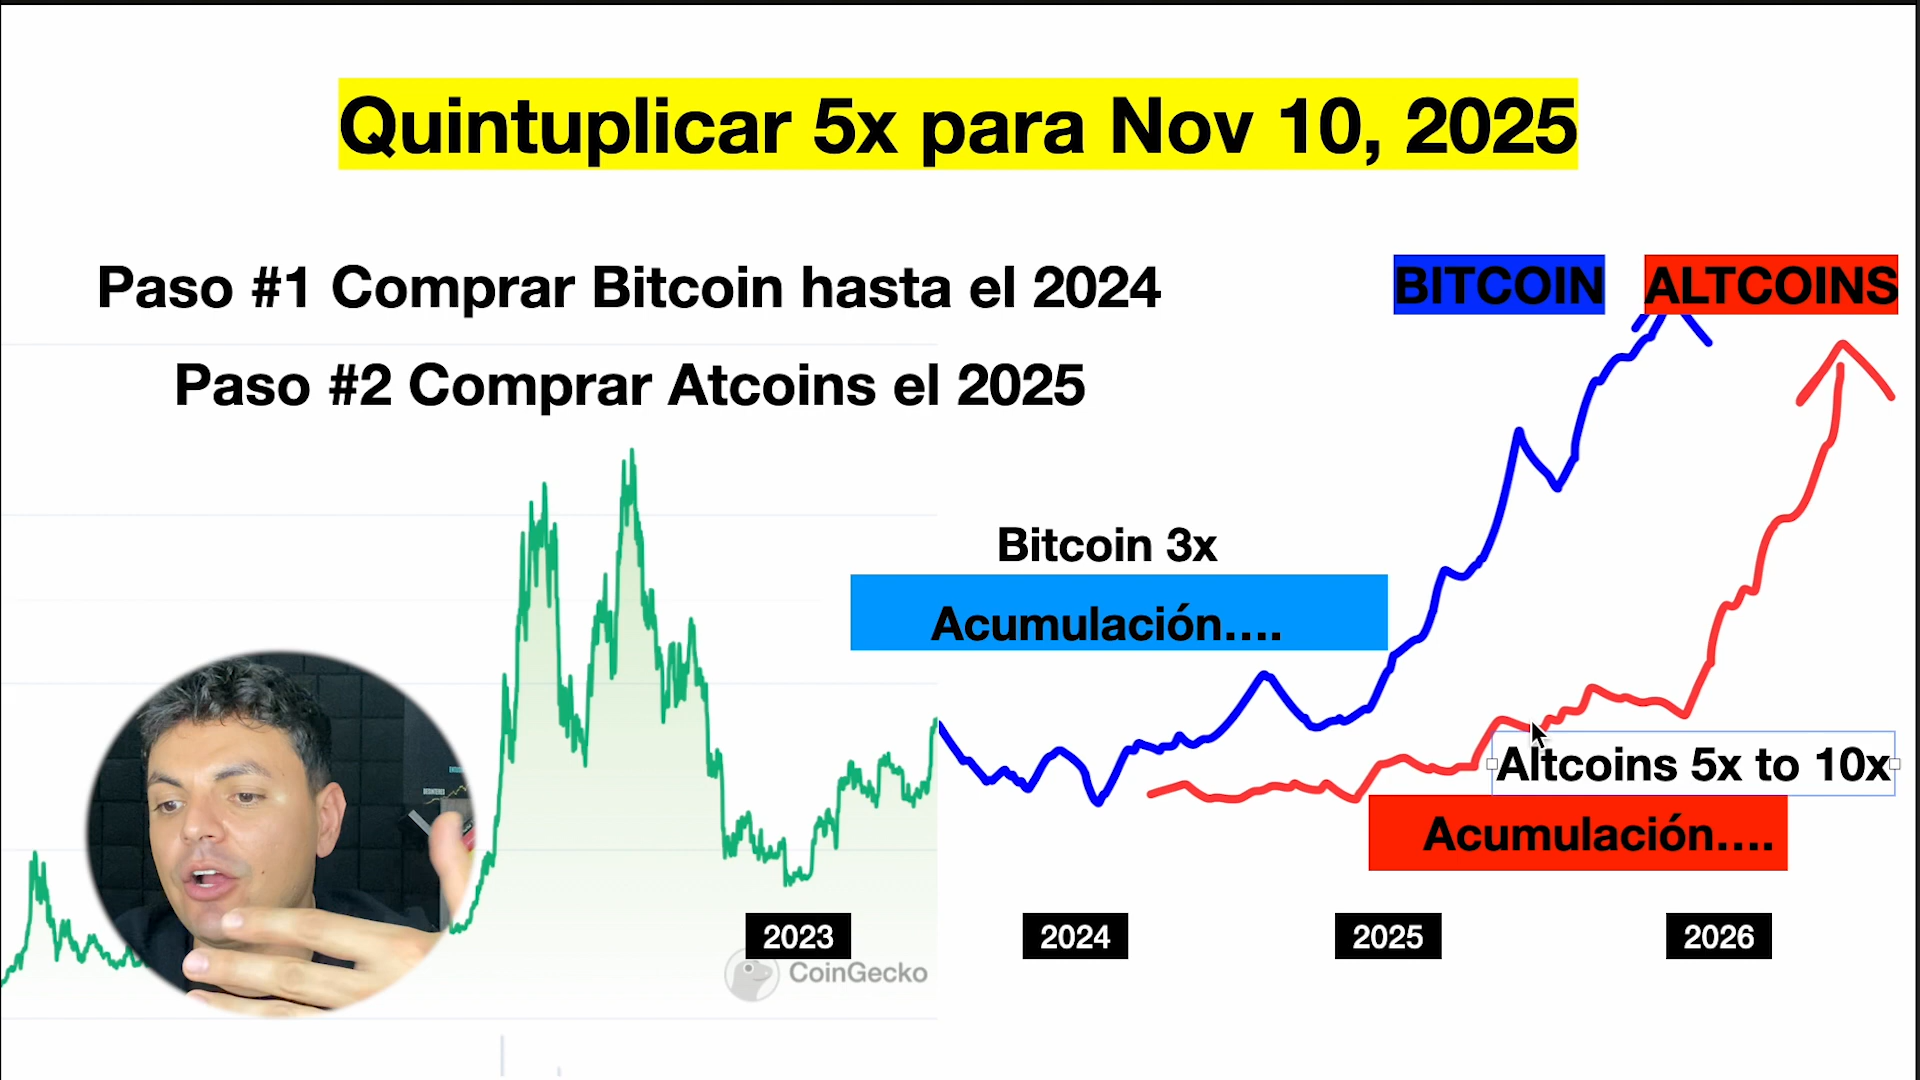 Quintuplicar 5x para Nov 10, 2025
Paso #1 Comprar Bitcoin hasta el 2024
BITCOIN
ALTCOINS
Paso #2 Comprar Atcoins el 2025
Bitcoin 3x
Acumulación....
Altcoins 5x to 10x
Acumulación....
2023
2024
2025
2026
CoinGecko